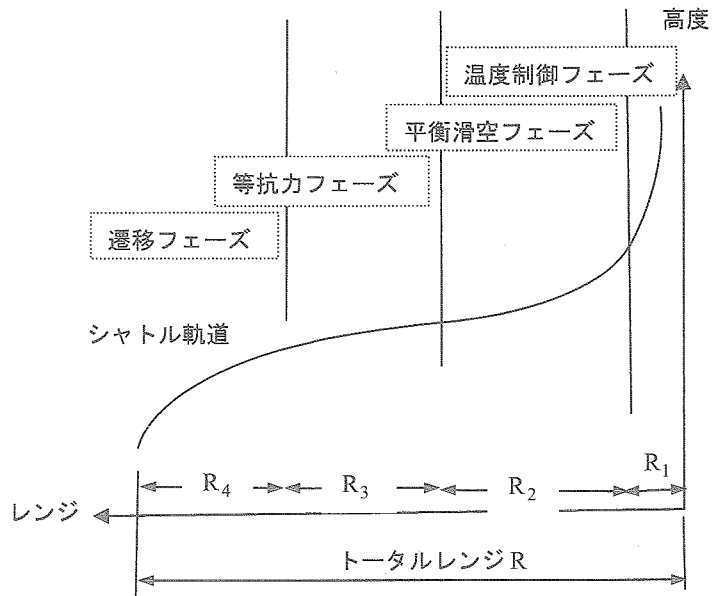 高度
温度制御フェーズ
平衡滑空フェーズ
等抗力フェーズ
遷移フェーズ
シャトル軌道
R4 R3 R2 R1
レンジ
トータルレンジ R